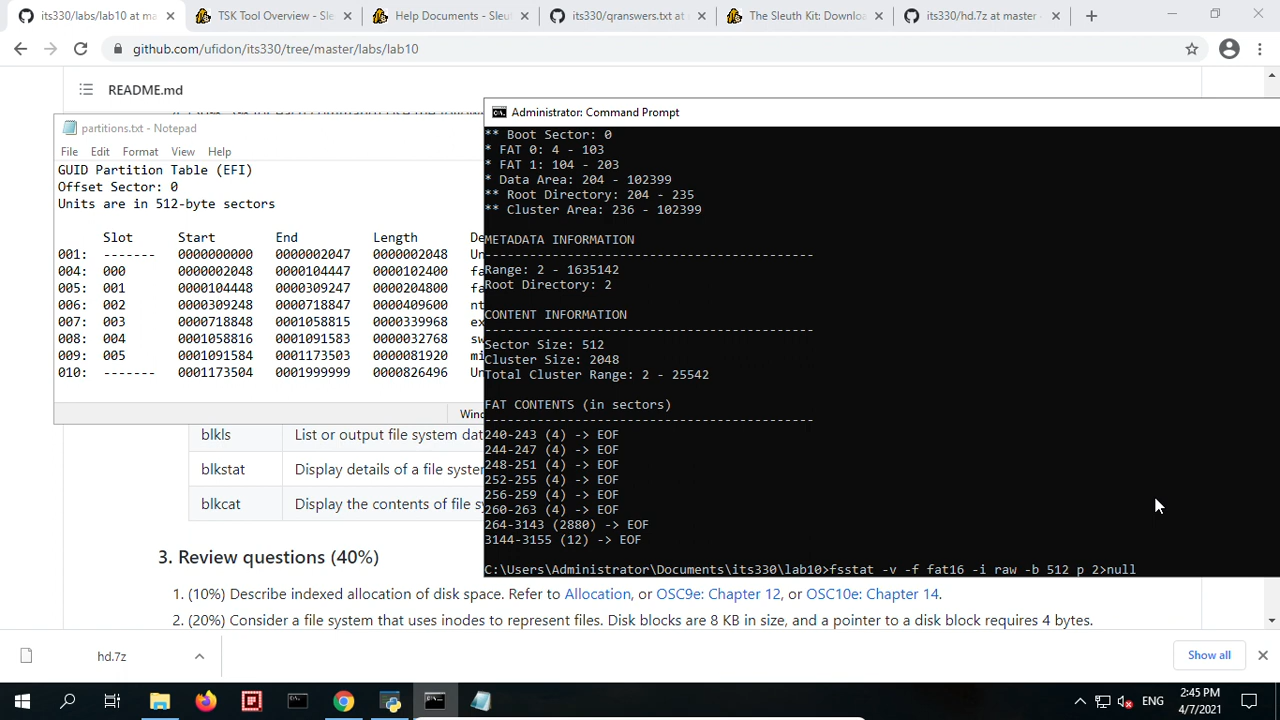 its330/labs/lab10 at ma
TSK Tool Overview - Sle
Help Documents - Sleut
its330/qranswers.txt at
The Sleuth Kit: Downloa
its330/hd.7z at master
github.com/ufidon/its330/tree/master/labs/lab10
README.md
partitions.txt - Notepad
File Edit Format View Help
GUID Partition Table (EFI)
Offset Sector: 0
Units are in 512-byte sectors
Slot Start End Length De
001: ------- 0000000000 0000002047 0000002048 Un
004: 000 0000002048 0000104447 0000102400 fa
005: 001 0000104448 0000309247 0000204800 fa
006: 002 0000309248 0000718847 0000409600 nt
007: 003 0000718848 0001058815 0000339968 ex
008: 004 0001058816 0001091583 0000032768 sw
009: 005 0001091584 0001173503 0000081920 mi
010: ------- 0001173504 0001999999 0000826496 Un
Wind
Administrator: Command Prompt
** Boot Sector: 0
* FAT 0: 4 - 103
* FAT 1: 104 - 203
* Data Area: 204 - 102399
** Root Directory: 204 - 235
** Cluster Area: 236 - 102399
METADATA INFORMATION
--------------------------------------------
Range: 2 - 1635142
Root Directory: 2
CONTENT INFORMATION
--------------------------------------------
Sector Size: 512
Cluster Size: 2048
Total Cluster Range: 2 - 25542
FAT CONTENTS (in sectors)
--------------------------------------------
240-243 (4) -> EOF
244-247 (4) -> EOF
248-251 (4) -> EOF
252-255 (4) -> EOF
256-259 (4) -> EOF
260-263 (4) -> EOF
264-3143 (2880) -> EOF
3144-3155 (12) -> EOF
C:\Users\Administrator\Documents\its330\lab10>fsstat -v -f fat16 -i raw -b 512 p 2>null
blkls List or output file system dat
blkstat Display details of a file syste
blkcat Display the contents of file s
3. Review questions (40%)
1. (10%) Describe indexed allocation of disk space. Refer to Allocation, or OSC9e: Chapter 12, or OSC10e: Chapter 14.
2. (20%) Consider a file system that uses inodes to represent files. Disk blocks are 8 KB in size, and a pointer to a disk block requires 4 bytes.
hd.7z
Show all
ENG
2:45 PM
4/7/2021